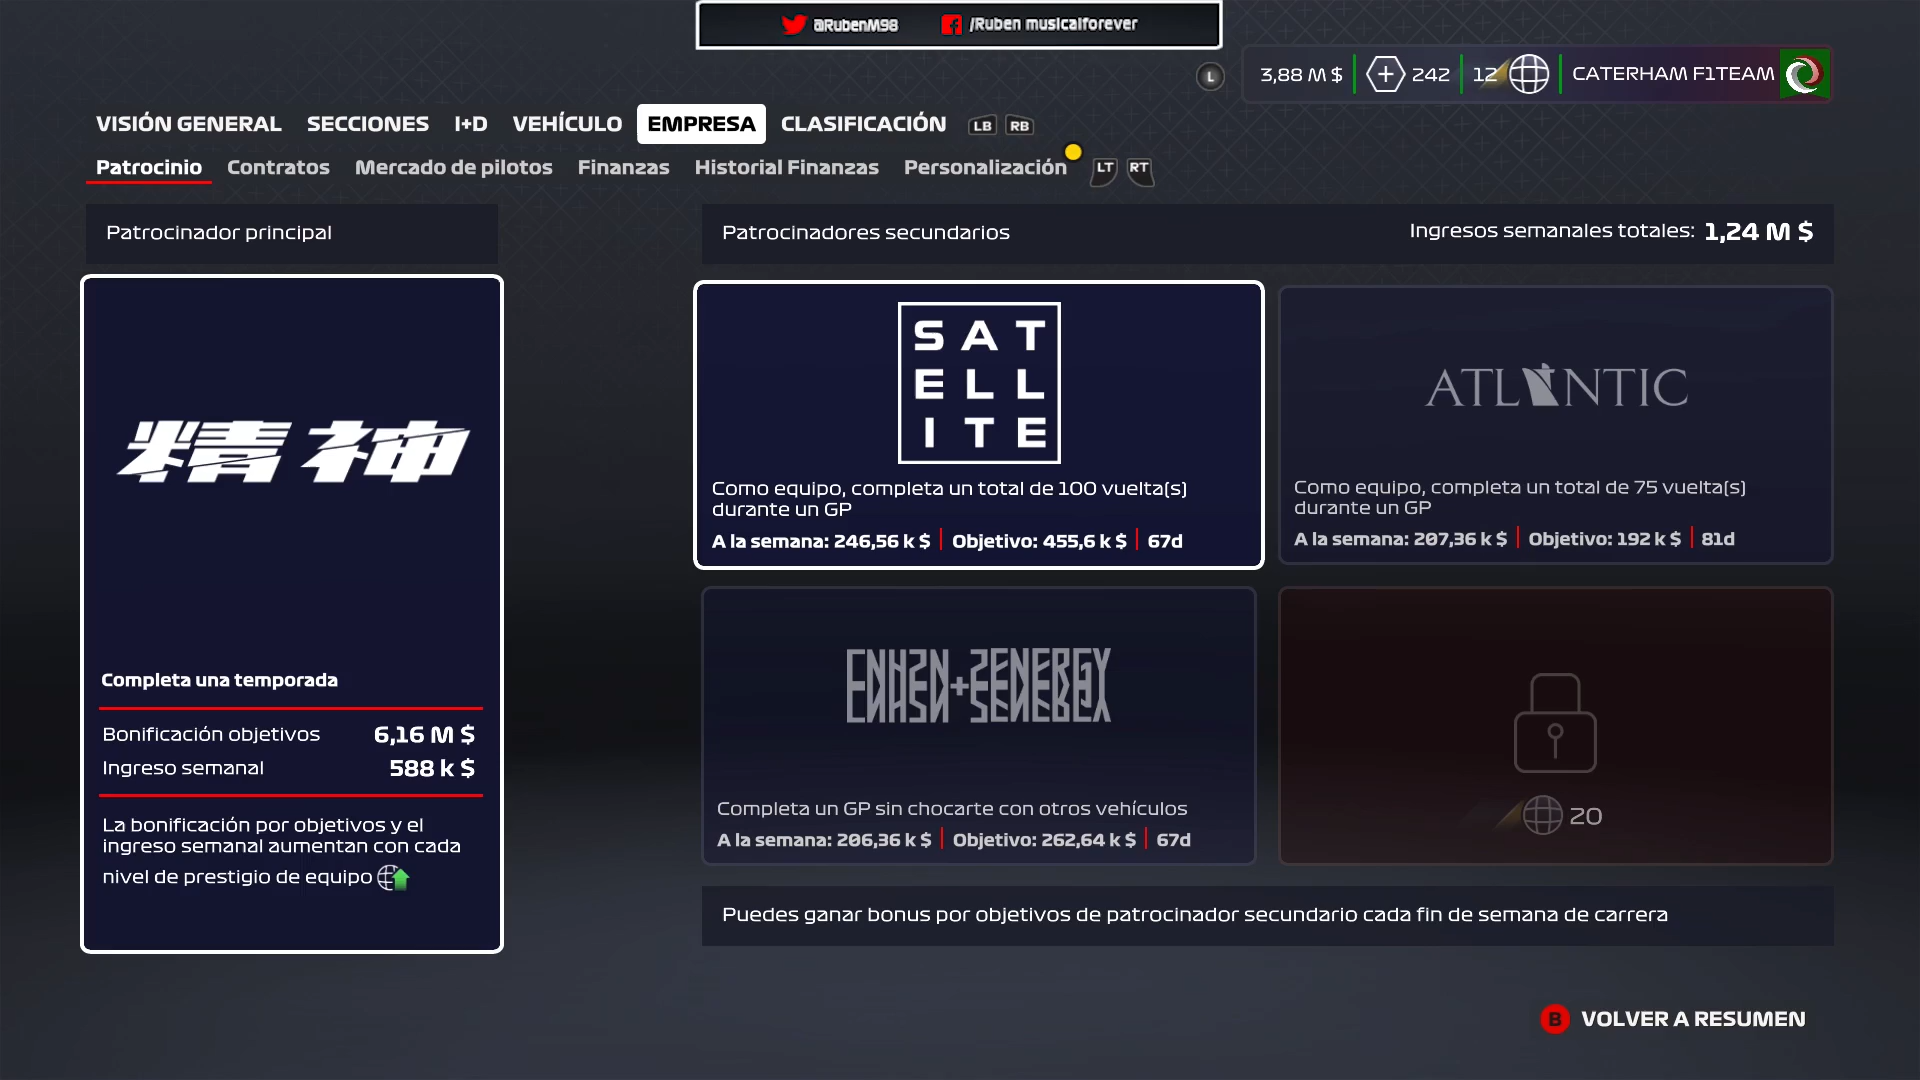 @RubenM98 /Ruben musicalforever
L 3,88 M $ 242 12 CATERHAM F1TEAM
VISIÓN GENERAL SECCIONES I+D VEHÍCULO EMPRESA CLASIFICACIÓN LB RB
Patrocinio Contratos Mercado de pilotos Finanzas Historial Finanzas Personalización LT RT
Patrocinador principal
精神
Completa una temporada
Bonificación objetivos 6,16 M $
Ingreso semanal 588 k $
La bonificación por objetivos y el
ingreso semanal aumentan con cada
nivel de prestigio de equipo
Patrocinadores secundarios Ingresos semanales totales: 1,24 M $
SAT
ELL
ITE
Como equipo, completa un total de 100 vuelta(s)
durante un GP
A la semana: 246,56 k $ Objetivo: 455,6 k $ 67d
ATLANTIC
Como equipo, completa un total de 75 vuelta(s)
durante un GP
A la semana: 207,36 k $ Objetivo: 192 k $ 81d
Completa un GP sin chocarte con otros vehículos
A la semana: 206,36 k $ Objetivo: 262,64 k $ 67d
20
Puedes ganar bonus por objetivos de patrocinador secundario cada fin de semana de carrera
B VOLVER A RESUMEN